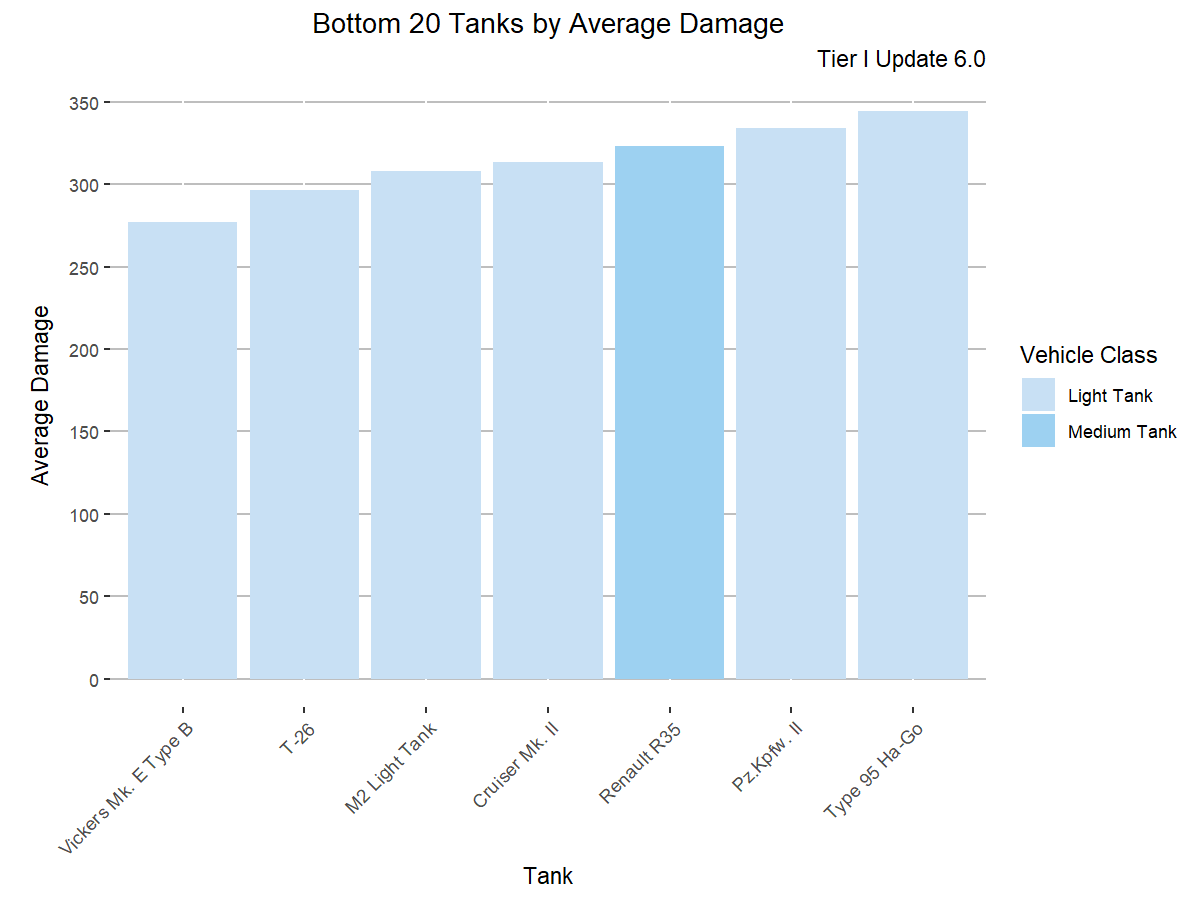 Bottom 20 Tanks by Average Damage
Tier I Update 6.0
Average Damage
350
300
250
200
150
100
50
0
Vickers Mk. E Type B
T-26
M2 Light Tank
Cruiser Mk. II
Renault R35
Pz.Kpfw. II
Type 95 Ha-Go
Tank
Vehicle Class
Light Tank
Medium Tank